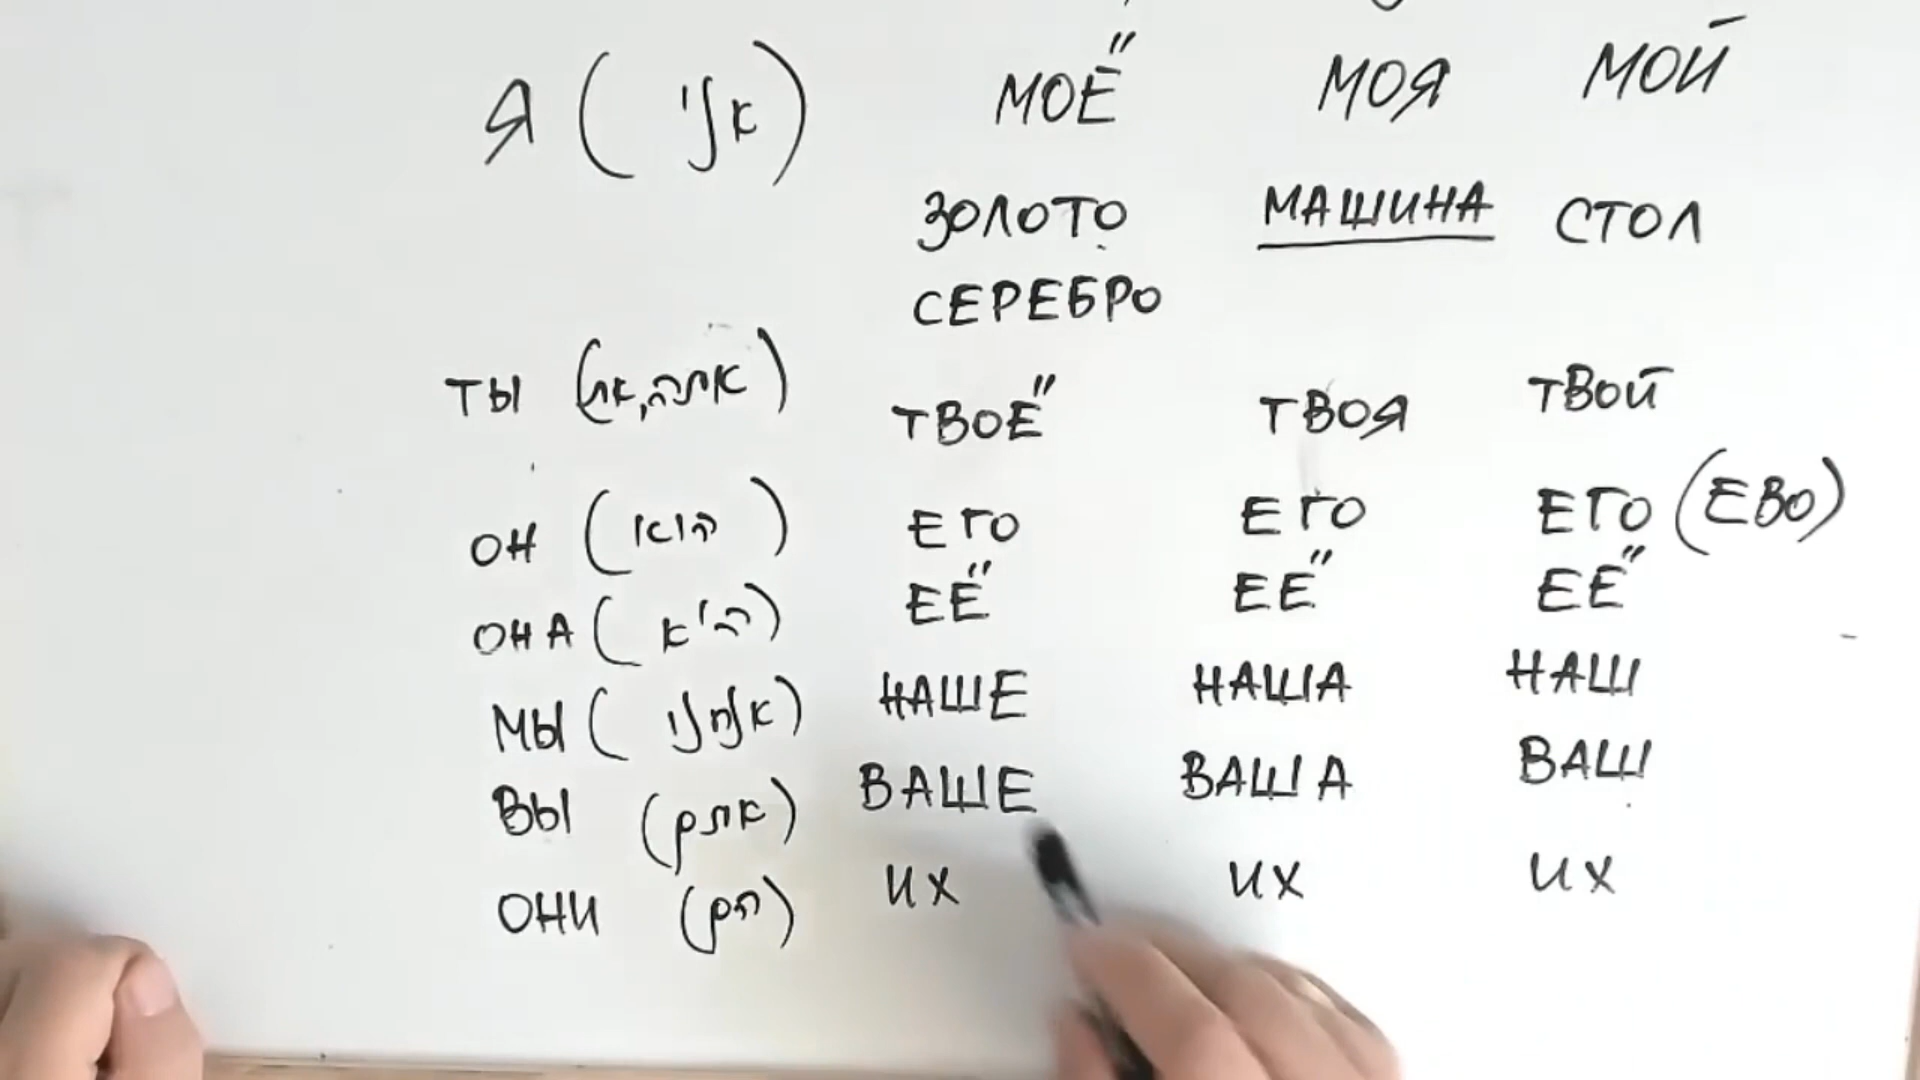 Я (אני) МОЁ МОЯ МОЙ
ЗОЛОТО МАШИНА СТОЛ
СЕРЕБРО
ТЫ (את, אתה) ТВОЁ ТВОЯ ТВОЙ
ОН (הוא) ЕГО ЕГО ЕГО (ЕВО)
ОНА (היא) ЕЁ ЕЁ ЕЁ
МЫ (אנחנו) НАШЕ НАША НАШ
ВЫ (אתם) ВАШЕ ВАША ВАШ
ОНИ (הם) ИХ ИХ ИХ